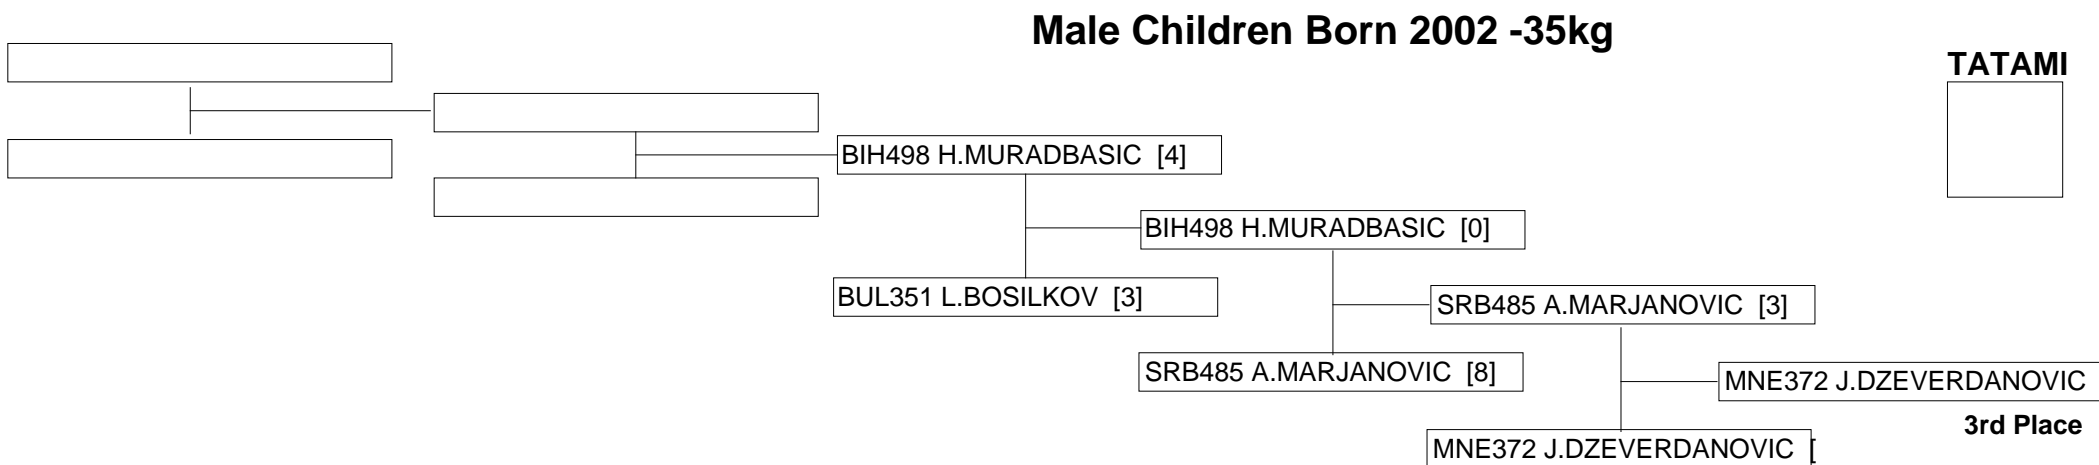 Male Children Born 2002 -35kg
TATAMI
BIH498 H.MURADBASIC [4]
BIH498 H.MURADBASIC [0]
BUL351 L.BOSILKOV [3]
SRB485 A.MARJANOVIC [3]
SRB485 A.MARJANOVIC [8]
MNE372 J.DZEVERDANOVIC
3rd Place
MNE372 J.DZEVERDANOVIC [